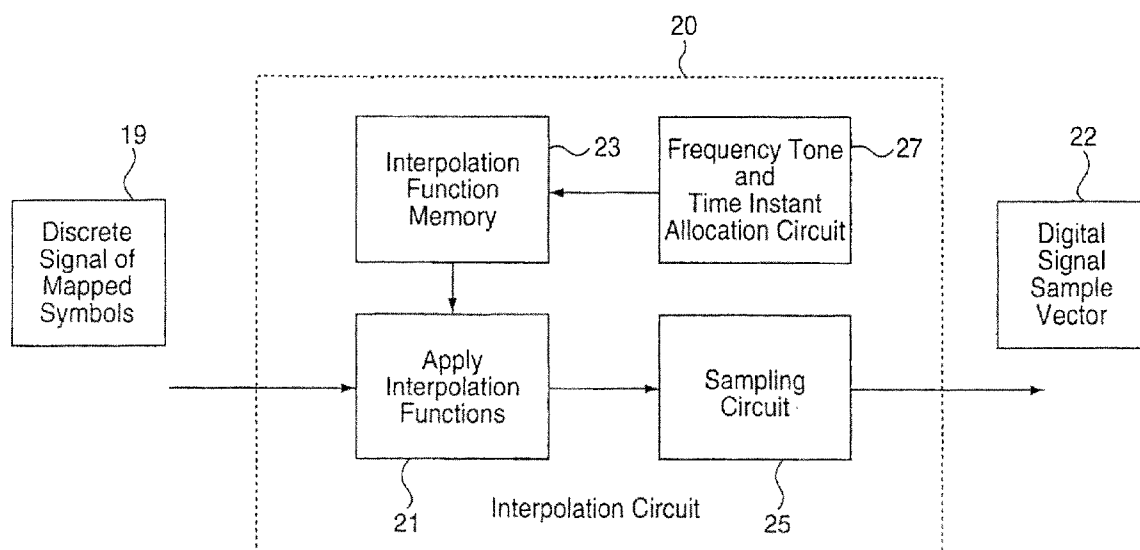 20
19
Discrete
Signal of
Mapped
Symbols
Interpolation
Function
Memory
23
Frequency Tone
and
Time Instant
Allocation Circuit
27
22
Digital
Signal
Sample
Vector
Apply
Interpolation
Functions
Sampling
Circuit
21
Interpolation Circuit
25